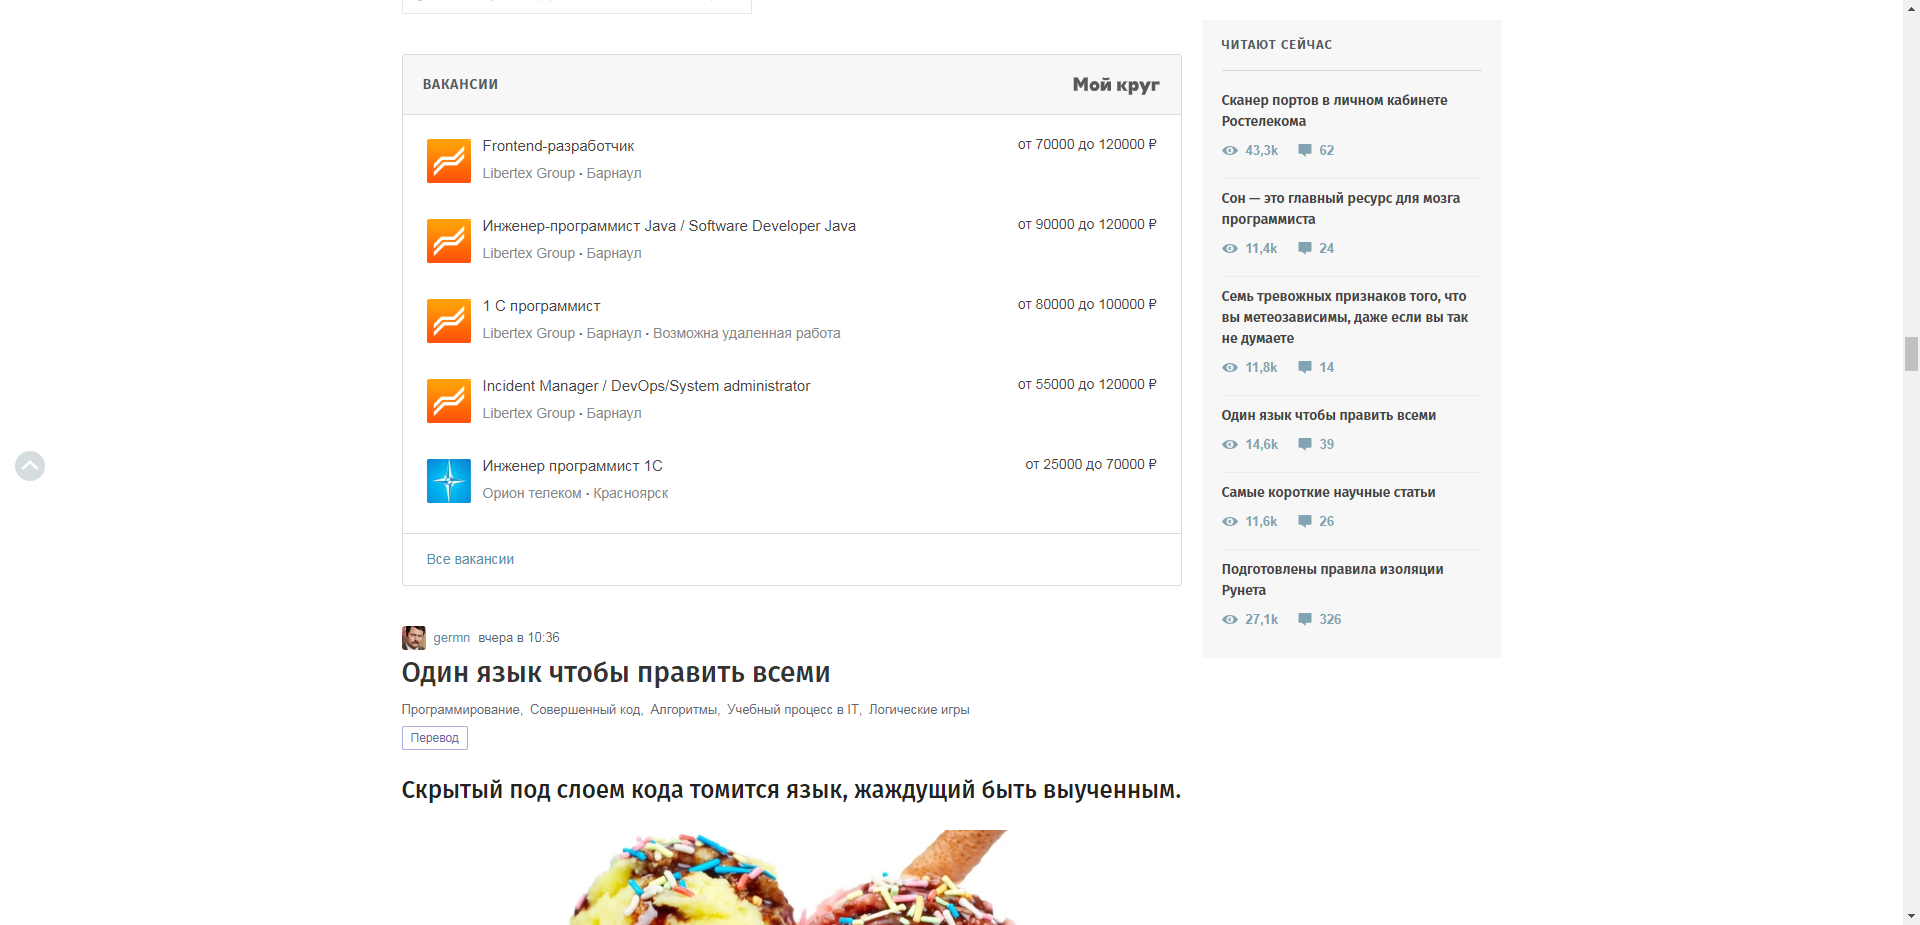 ВАКАНСИИ
Мой круг
Frontend-разработчик
от 70000 до 120000 ₽
Libertex Group • Барнаул
Инженер-программист Java / Software Developer Java
от 90000 до 120000 ₽
Libertex Group • Барнаул
1 С программист
от 80000 до 100000 ₽
Libertex Group • Барнаул • Возможна удаленная работа
Incident Manager / DevOps/System administrator
от 55000 до 120000 ₽
Libertex Group • Барнаул
Инженер программист 1С
от 25000 до 70000 ₽
Орион телеком • Красноярск
Все вакансии
germn вчера в 10:36
Один язык чтобы править всеми
Программирование, Совершенный код, Алгоритмы, Учебный процесс в IT, Логические игры
Перевод
Скрытый под слоем кода томится язык, жаждущий быть выученным.
ЧИТАЮТ СЕЙЧАС
Сканер портов в личном кабинете
Ростелекома
43,3k 62
Сон — это главный ресурс для мозга
программиста
11,4k 24
Семь тревожных признаков того, что
вы метеозависимы, даже если вы так
не думаете
11,8k 14
Один язык чтобы править всеми
14,6k 39
Самые короткие научные статьи
11,6k 26
Подготовлены правила изоляции
Рунета
27,1k 326